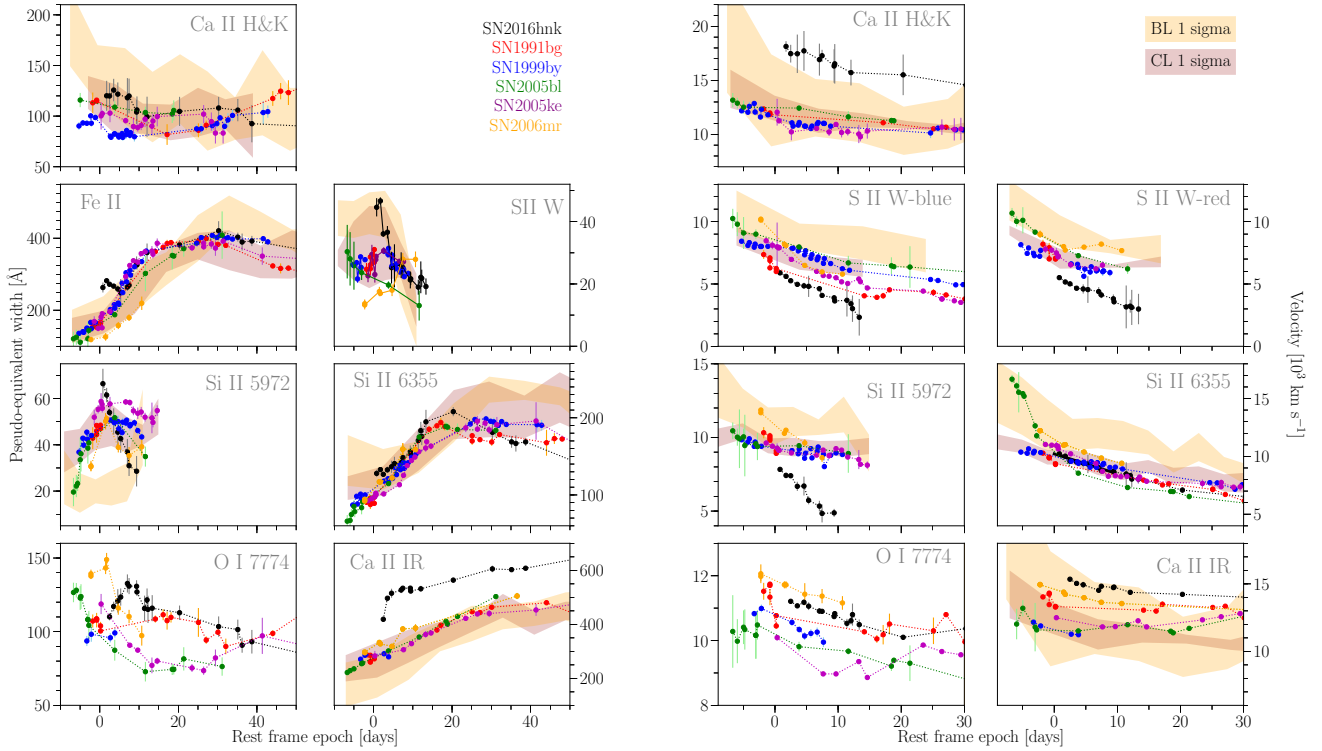 Ca II H&K
SN2016hnk
SN1991bg
SN1999by
SN2005bl
SN2005ke
SN2006mr
200
150
100
50
Fe II
SII W
400
300
200
40
20
0
Si II 5972
Si II 6355
60
40
20
200
100
O I 7774
Ca II IR
150
100
50
600
400
200
0 20 40
0 20 40
Pseudo-equivalent width [Å]
Rest frame epoch [days]
Ca II H&K
BL 1 sigma
CL 1 sigma
20
15
10
S II W-blue
S II W-red
10
5
0
10
5
0
Si II 5972
Si II 6355
15
10
5
15
10
5
O I 7774
Ca II IR
12
10
8
15
10
0 10 20 30
0 10 20 30
Velocity [10³ km s⁻¹]
Rest frame epoch [days]